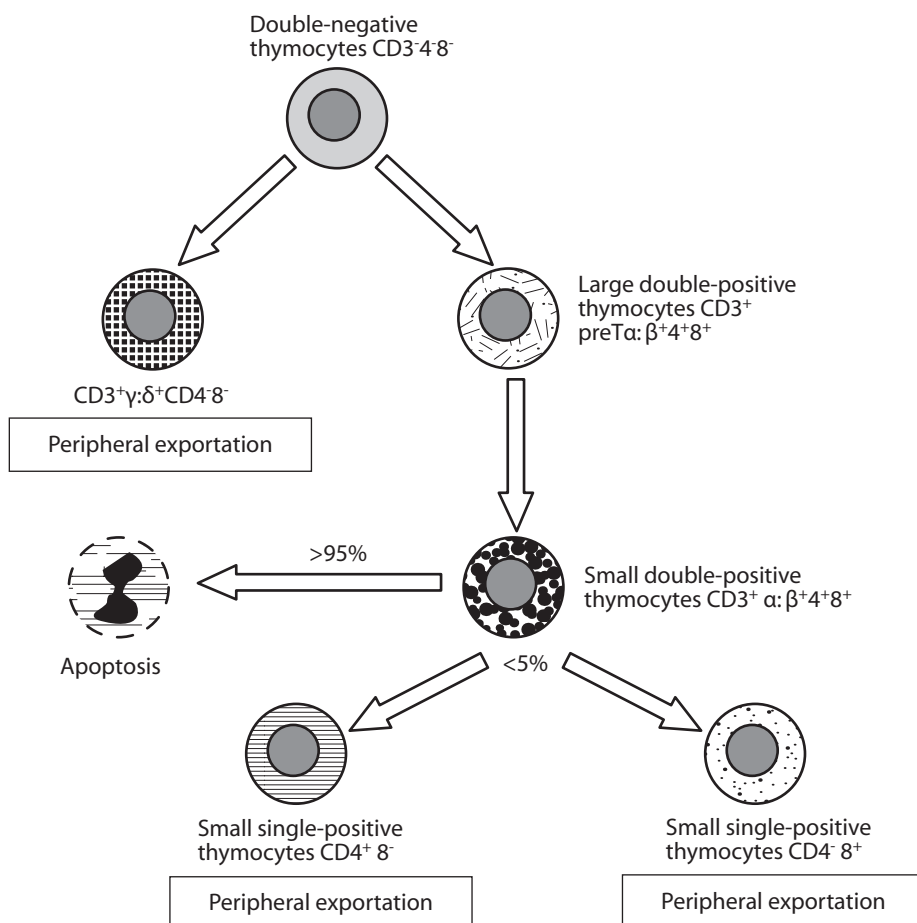 Double-negative
thymocytes CD3⁻4⁻8⁻
Large double-positive
thymocytes CD3⁺
preTα:β⁺4⁺8⁺
CD3⁺γ:δ⁺CD4⁻8⁻
Peripheral exportation
>95%
Small double-positive
thymocytes CD3⁺ α:β⁺4⁺8⁺
Apoptosis
<5%
Small single-positive
thymocytes CD4⁺ 8⁻
Peripheral exportation
Small single-positive
thymocytes CD4⁻ 8⁺
Peripheral exportation